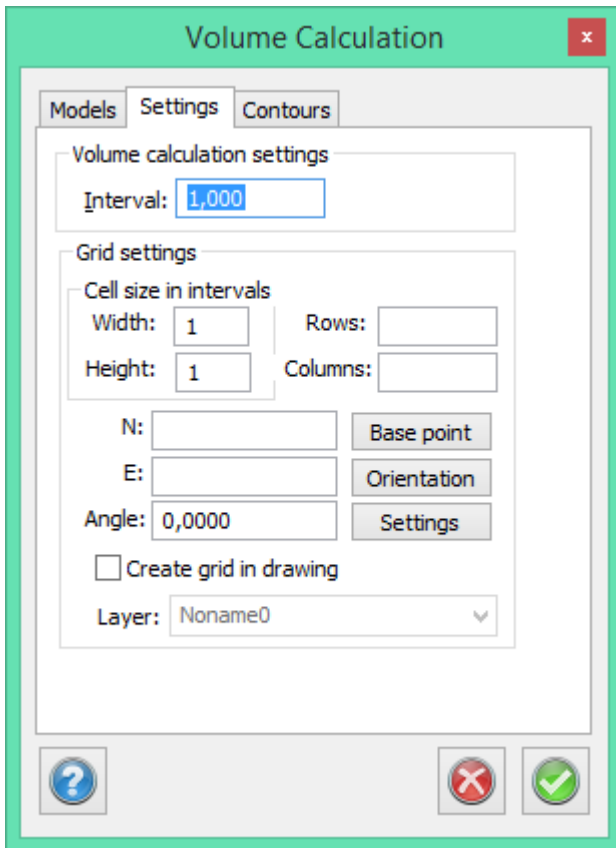 Volume Calculation
x
Models Settings Contours
Volume calculation settings
Interval: 1,000
Grid settings
Cell size in intervals
Width: 1 Rows:
Height: 1 Columns:
N: Base point
E: Orientation
Angle: 0,0000 Settings
Create grid in drawing
Layer: Noname0
?